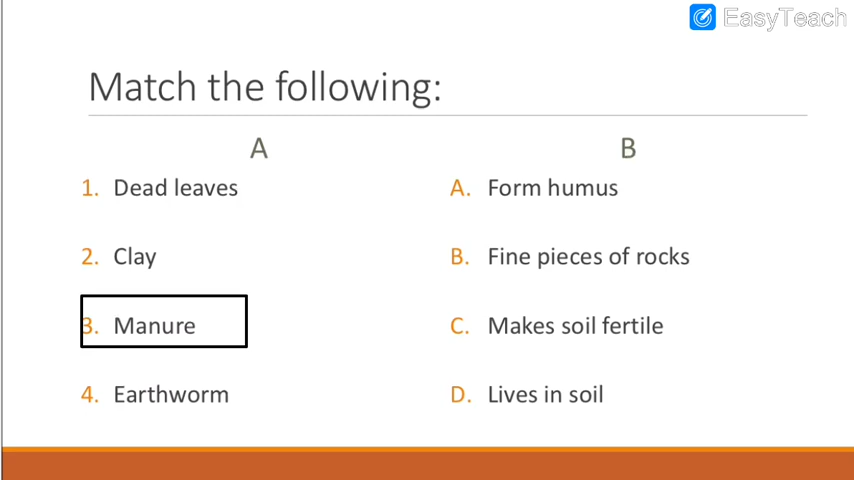 EasyTeach
Match the following:
A B
1. Dead leaves A. Form humus
2. Clay B. Fine pieces of rocks
3. Manure C. Makes soil fertile
4. Earthworm D. Lives in soil